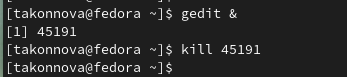 [takonnova@fedora ~]$ gedit &
[1] 45191
[takonnova@fedora ~]$ kill 45191
[takonnova@fedora ~]$